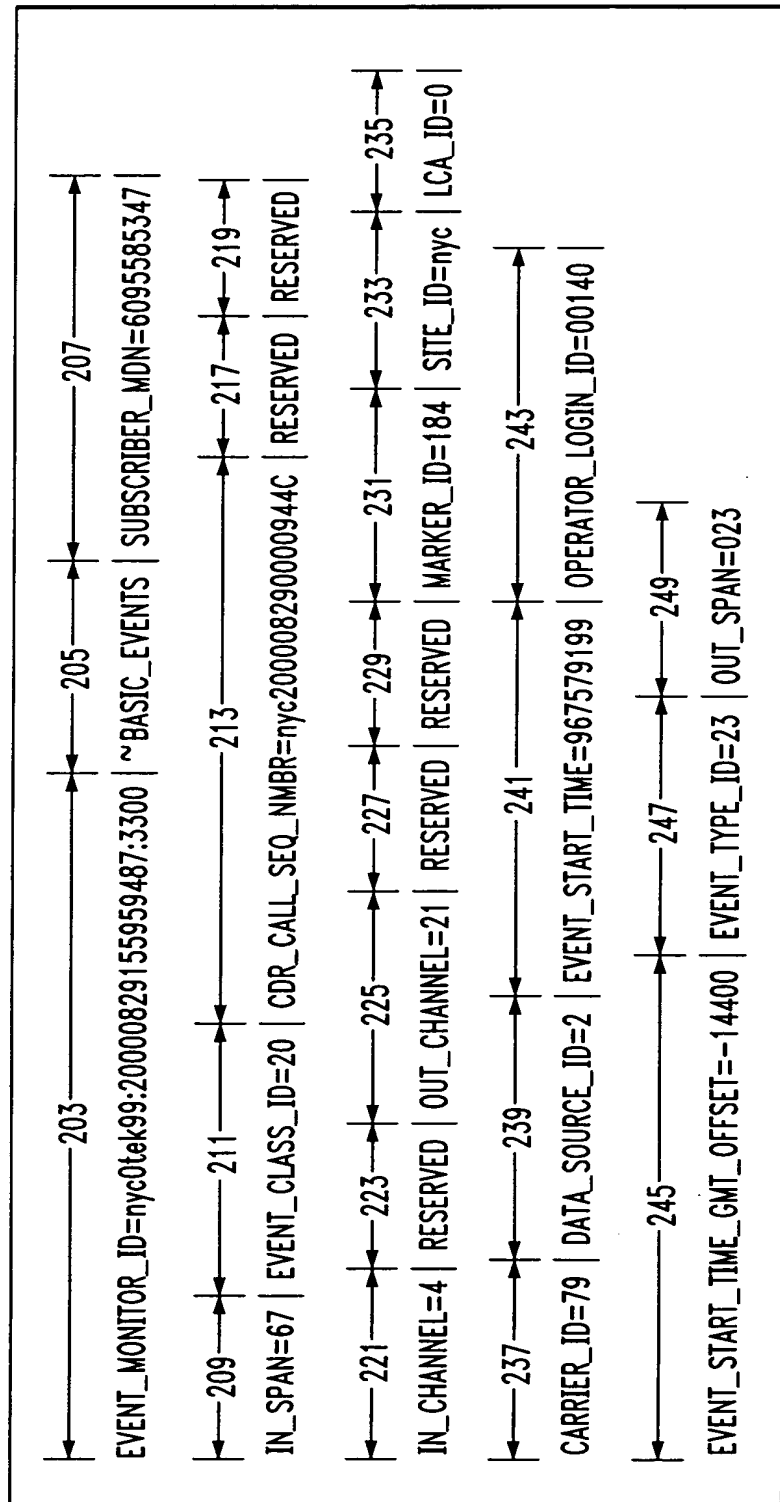 203 205 207
EVENT_MONITOR_ID=nyc0tek99:20000829155959487:3300 | ~BASIC_EVENTS | SUBSCRIBER_MDN=6095585347
209 211 213 217 219
IN_SPAN=67 | EVENT_CLASS_ID=20 | CDR_CALL_SEQ_NMBR=nyc200008290000944C | RESERVED | RESERVED
221 223 225 227 229 231 233 235
IN_CHANNEL=4 | RESERVED | OUT_CHANNEL=21 | RESERVED | RESERVED | MARKER_ID=184 | SITE_ID=nyc | LCA_ID=0 |
237 239 241 243
CARRIER_ID=79 | DATA_SOURCE_ID=2 | EVENT_START_TIME=967579199 | OPERATOR_LOGIN_ID=00140 |
245 247 249
EVENT_START_TIME_GMT_OFFSET=-14400 | EVENT_TYPE_ID=23 | OUT_SPAN=023